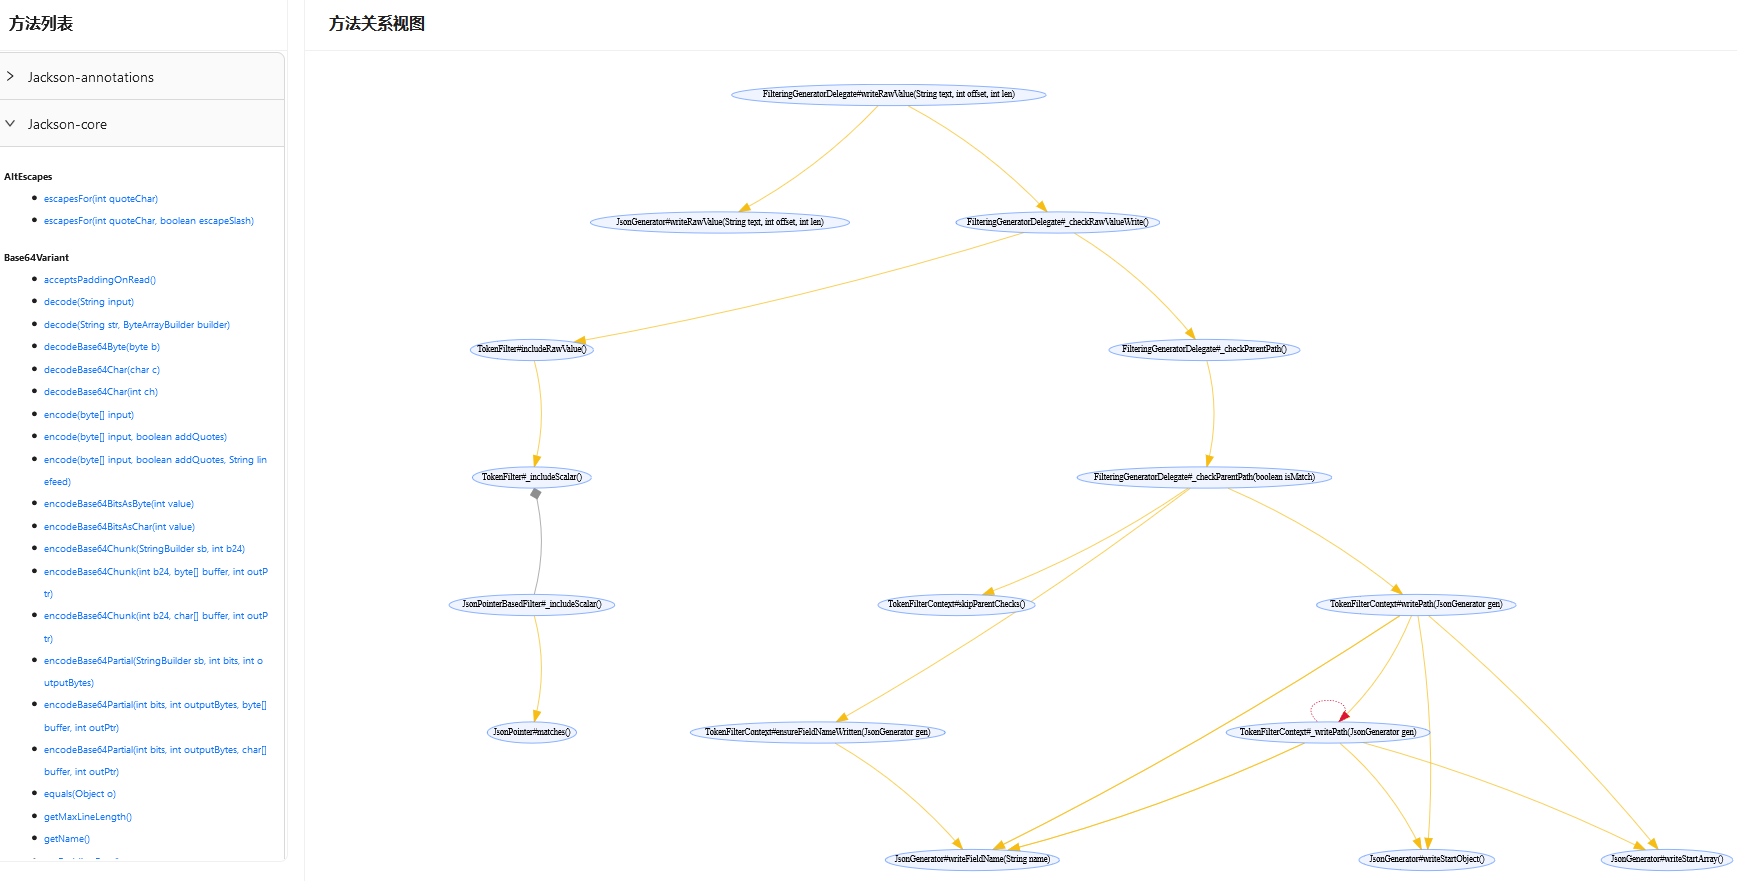 方法列表
Jackson-annotations
Jackson-core
AltEscapes
escapesFor(int quoteChar)
escapesFor(int quoteChar, boolean escapeSlash)
Base64Variant
acceptsPaddingOnRead()
decode(String input)
decode(String str, ByteArrayBuilder builder)
decodeBase64Byte(byte b)
decodeBase64Char(char c)
decodeBase64Char(int ch)
encode(byte[] input)
encode(byte[] input, boolean addQuotes)
encode(byte[] input, boolean addQuotes, String lin
efeed)
encodeBase64BitsAsByte(int value)
encodeBase64BitsAsChar(int value)
encodeBase64Chunk(StringBuilder sb, int b24)
encodeBase64Chunk(int b24, byte[] buffer, int outP
tr)
encodeBase64Chunk(int b24, char[] buffer, int outP
tr)
encodeBase64Partial(StringBuilder sb, int bits, int o
utputBytes)
encodeBase64Partial(int bits, int outputBytes, byte[]
buffer, int outPtr)
encodeBase64Partial(int bits, int outputBytes, char[]
buffer, int outPtr)
equals(Object o)
getMaxLineLength()
getName()
方法关系视图
FilteringGeneratorDelegate#writeRawValue(String text, int offset, int len)
JsonGenerator#writeRawValue(String text, int offset, int len)
FilteringGeneratorDelegate#_checkRawValueWrite()
TokenFilter#includeRawValue()
FilteringGeneratorDelegate#_checkParentPath()
TokenFilter#_includeScalar()
FilteringGeneratorDelegate#_checkParentPath(boolean isMatch)
JsonPointerBasedFilter#_includeScalar()
TokenFilterContext#skipParentChecks()
TokenFilterContext#writePath(JsonGenerator gen)
JsonPointer#matches()
TokenFilterContext#ensureFieldNameWritten(JsonGenerator gen)
TokenFilterContext#_writePath(JsonGenerator gen)
JsonGenerator#writeFieldName(String name)
JsonGenerator#writeStartObject()
JsonGenerator#writeStartArray()